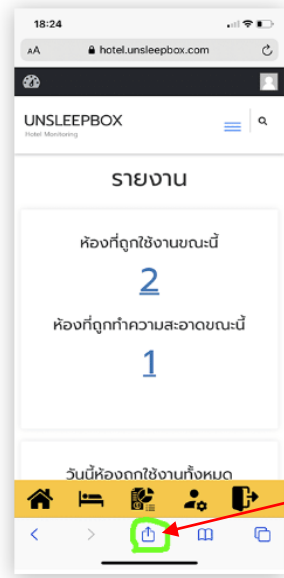 18:24
AA hotel.unsleepbox.com
UNSLEEPBOX
Hotel Monitoring
รายงาน
ห้องที่ถูกใช้งานขณะนี้
2
ห้องที่ถูกทำความสะอาดขณะนี้
1
วันนี้ห้องถูกใช้งานทั้งหมด